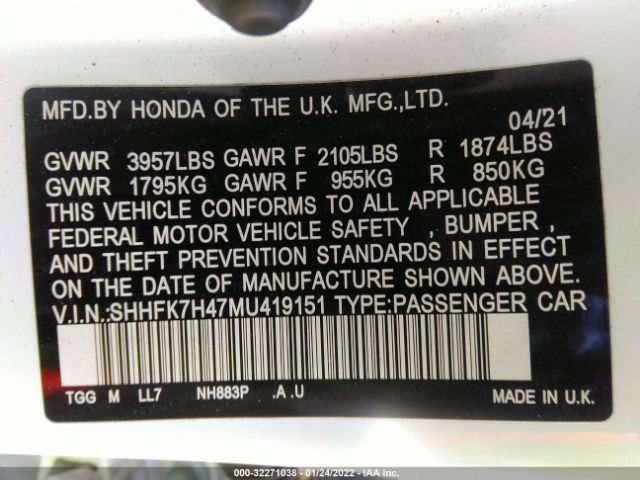 MFD.BY HONDA OF THE U.K. MFG.,LTD.
04/21
GVWR 3957LBS GAWR F 2105LBS R 1874LBS
GVWR 1795KG GAWR F 955KG R 850KG
THIS VEHICLE CONFORMS TO ALL APPLICABLE
FEDERAL MOTOR VEHICLE SAFETY , BUMPER ,
AND THEFT PREVENTION STANDARDS IN EFFECT
ON THE DATE OF MANUFACTURE SHOWN ABOVE.
V.I.N.:SHHFK7H47MU419151 TYPE:PASSENGER CAR
TGG M LL7 NH883P .A .U MADE IN U.K.
000-32271038 - 01/24/2022 - IAA Inc.